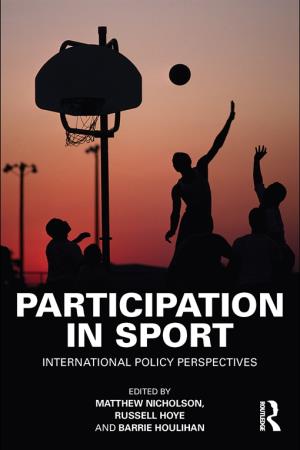 PARTICIPATION
IN SPORT
INTERNATIONAL POLICY PERSPECTIVES
EDITED BY
MATTHEW NICHOLSON,
RUSSELL HOYE
AND BARRIE HOULIHAN
ROUTLEDGE